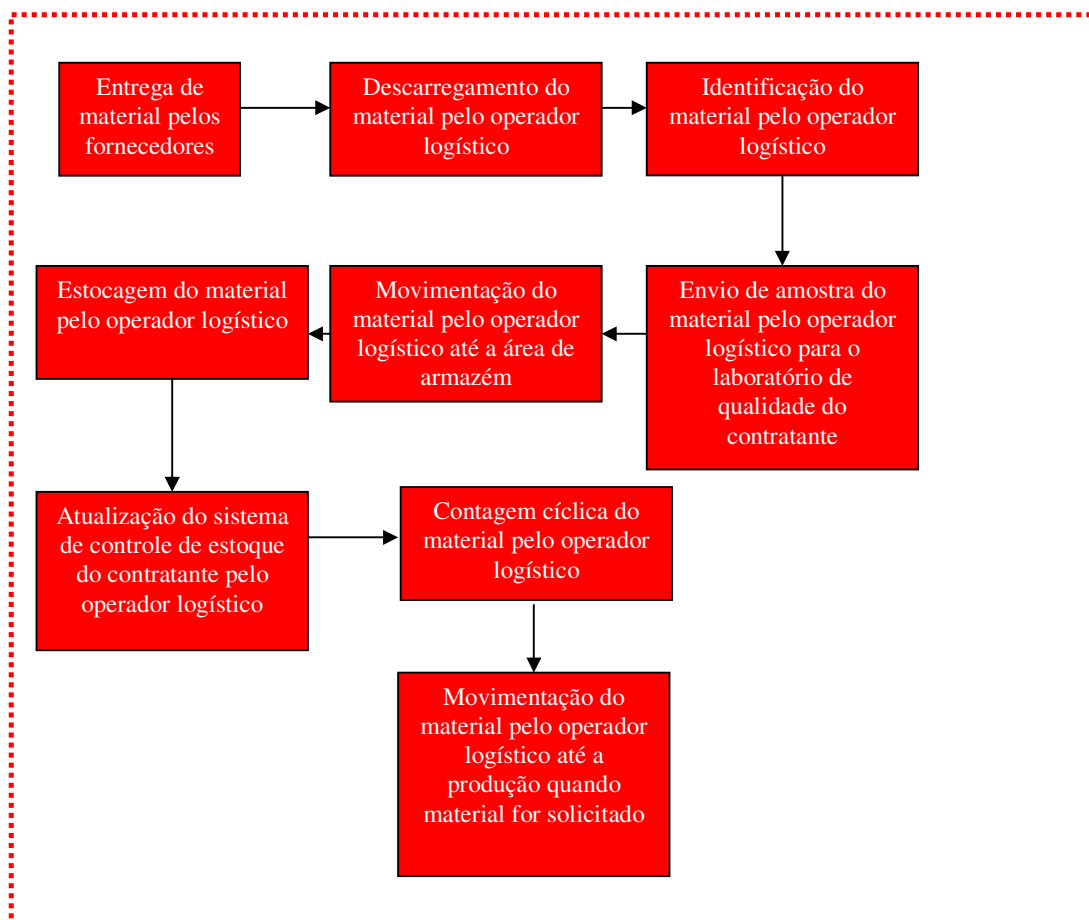 Entrega de
material pelos
fornecedores
Descarregamento do
material pelo operador
logístico
Identificação do
material pelo operador
logístico
Envio de amostra do
material pelo operador
logístico para o
laboratório de
qualidade do
contratante
Movimentação do
material pelo operador
logístico até a área de
armazém
Estocagem do material
pelo operador logístico
Atualização do sistema
de controle de estoque
do contratante pelo
operador logístico
Contagem cíclica do
material pelo operador
logístico
Movimentação do
material pelo operador
logístico até a
produção quando
material for solicitado